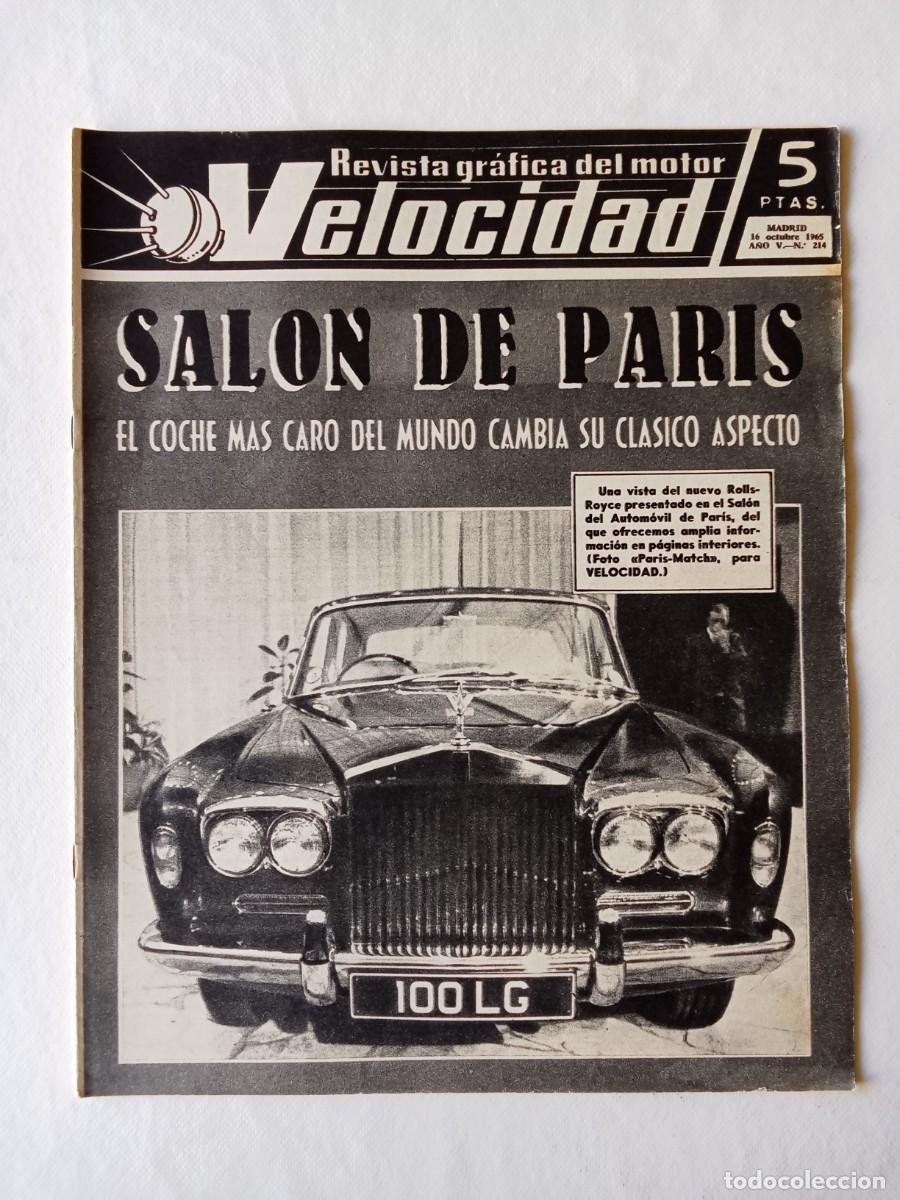 Revista gráfica del motor
Velocidad
5
PTAS.
MADRID
16 octubre 1965
AÑO V.—N.° 214
SALON DE PARIS
EL COCHE MAS CARO DEL MUNDO CAMBIA SU CLASICO ASPECTO
Una vista del nuevo Rolls-
Royce presentado en el Salón
del Automóvil de París, del
que ofrecemos amplia infor-
mación en páginas interiores.
(Foto «Paris-Match», para
VELOCIDAD.)
100 LG
todocoleccion